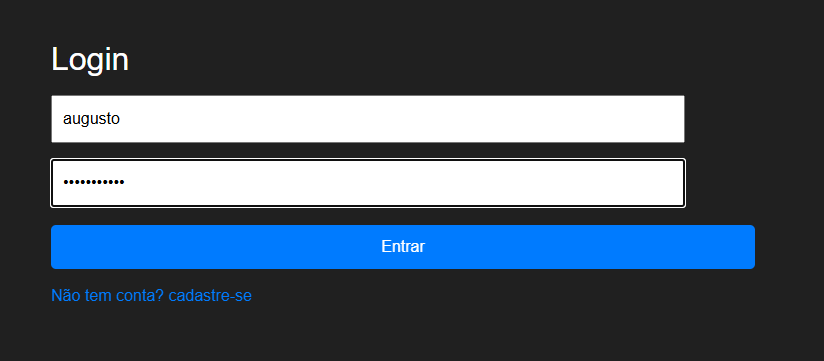 Login
augusto
•••••••••••
Entrar
Não tem conta? cadastre-se